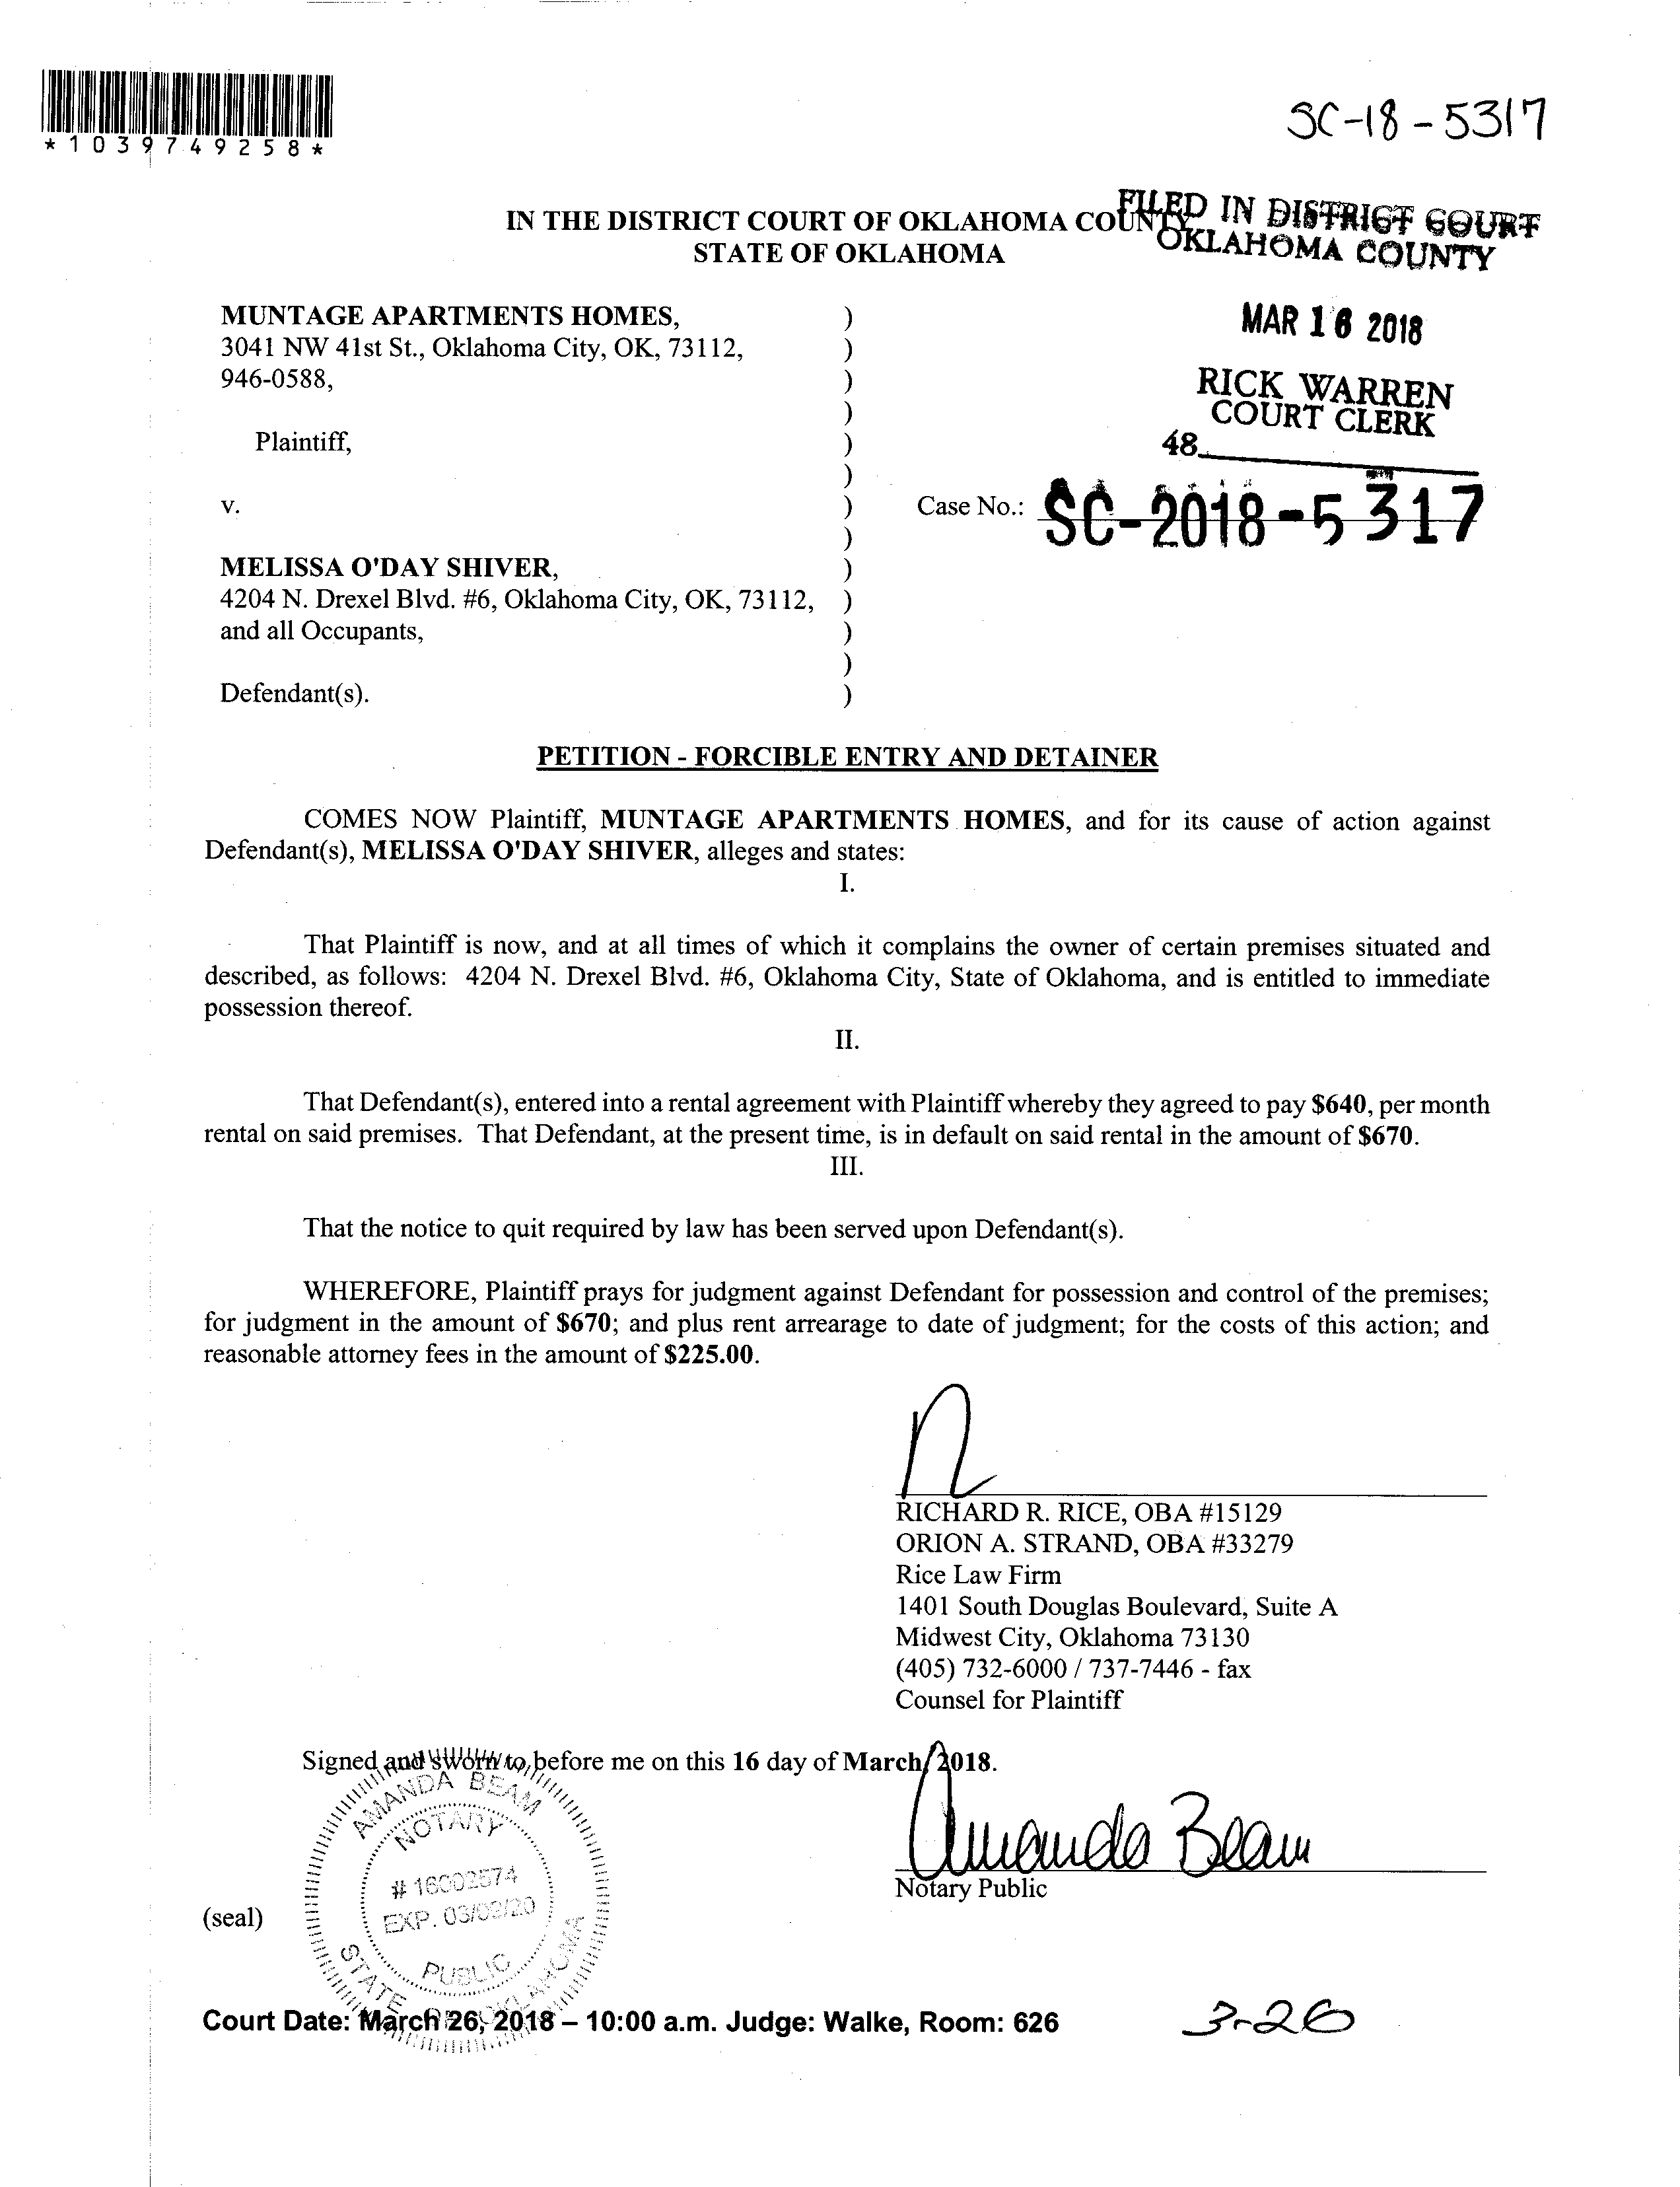 *1039749258*
SC-18-5317
IN THE DISTRICT COURT OF OKLAHOMA COUNTY
STATE OF OKLAHOMA
FILED IN DISTRICT COURT
OKLAHOMA COUNTY
MAR 16 2018
RICK WARREN
COURT CLERK
48
MUNTAGE APARTMENTS HOMES, )
3041 NW 41st St., Oklahoma City, OK, 73112, )
946-0588, )
)
Plaintiff, )
)
v. ) Case No.: SC-2018-5317
)
MELISSA O'DAY SHIVER, )
4204 N. Drexel Blvd. #6, Oklahoma City, OK, 73112, )
and all Occupants, )
)
Defendant(s). )
PETITION - FORCIBLE ENTRY AND DETAINER
COMES NOW Plaintiff, MUNTAGE APARTMENTS HOMES, and for its cause of action against
Defendant(s), MELISSA O'DAY SHIVER, alleges and states:
I.
That Plaintiff is now, and at all times of which it complains the owner of certain premises situated and
described, as follows: 4204 N. Drexel Blvd. #6, Oklahoma City, State of Oklahoma, and is entitled to immediate
possession thereof.
II.
That Defendant(s), entered into a rental agreement with Plaintiff whereby they agreed to pay $640, per month
rental on said premises. That Defendant, at the present time, is in default on said rental in the amount of $670.
III.
That the notice to quit required by law has been served upon Defendant(s).
WHEREFORE, Plaintiff prays for judgment against Defendant for possession and control of the premises;
for judgment in the amount of $670; and plus rent arrearage to date of judgment; for the costs of this action; and
reasonable attorney fees in the amount of $225.00.
RICHARD R. RICE, OBA #15129
ORION A. STRAND, OBA #33279
Rice Law Firm
1401 South Douglas Boulevard, Suite A
Midwest City, Oklahoma 73130
(405) 732-6000 / 737-7446 - fax
Counsel for Plaintiff
Signed and sworn to before me on this 16 day of March, 2018.
Amanda Beam
Notary Public
(seal)
AMANDA BEAM
NOTARY
# 16002574
EXP. 03/09/20
PUBLIC
STATE OF OKLAHOMA
Court Date: March 26, 2018 – 10:00 a.m. Judge: Walke, Room: 626
3-26